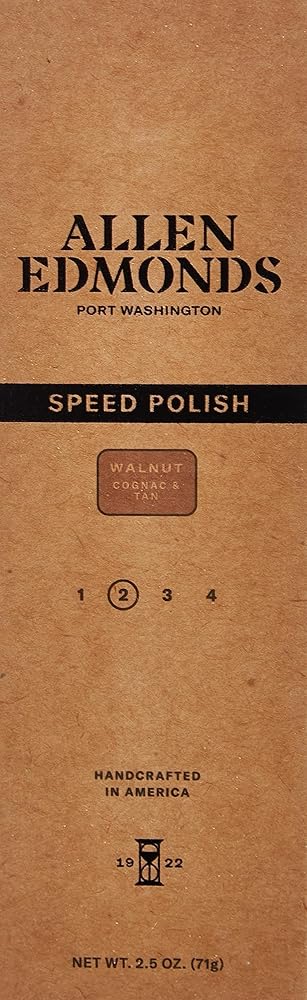 ALLEN
EDMONDS
PORT WASHINGTON
SPEED POLISH
WALNUT
COGNAC &
TAN
1 2 3 4
HANDCRAFTED
IN AMERICA
19 22
NET WT. 2.5 OZ. (71g)